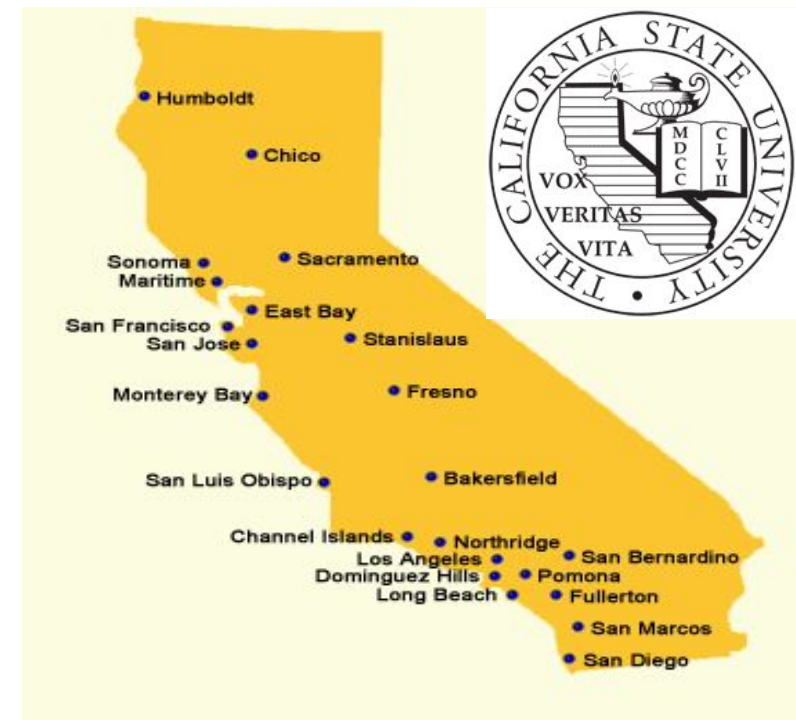 THE CALIFORNIA STATE UNIVERSITY
M D C C
C L V II
VOX
VERITAS
VITA
Humboldt
Chico
Sonoma
Sacramento
Maritime
East Bay
San Francisco
San Jose
Stanislaus
Monterey Bay
Fresno
San Luis Obispo
Bakersfield
Channel Islands
Northridge
Los Angeles
San Bernardino
Dominguez Hills
Pomona
Long Beach
Fullerton
San Marcos
San Diego